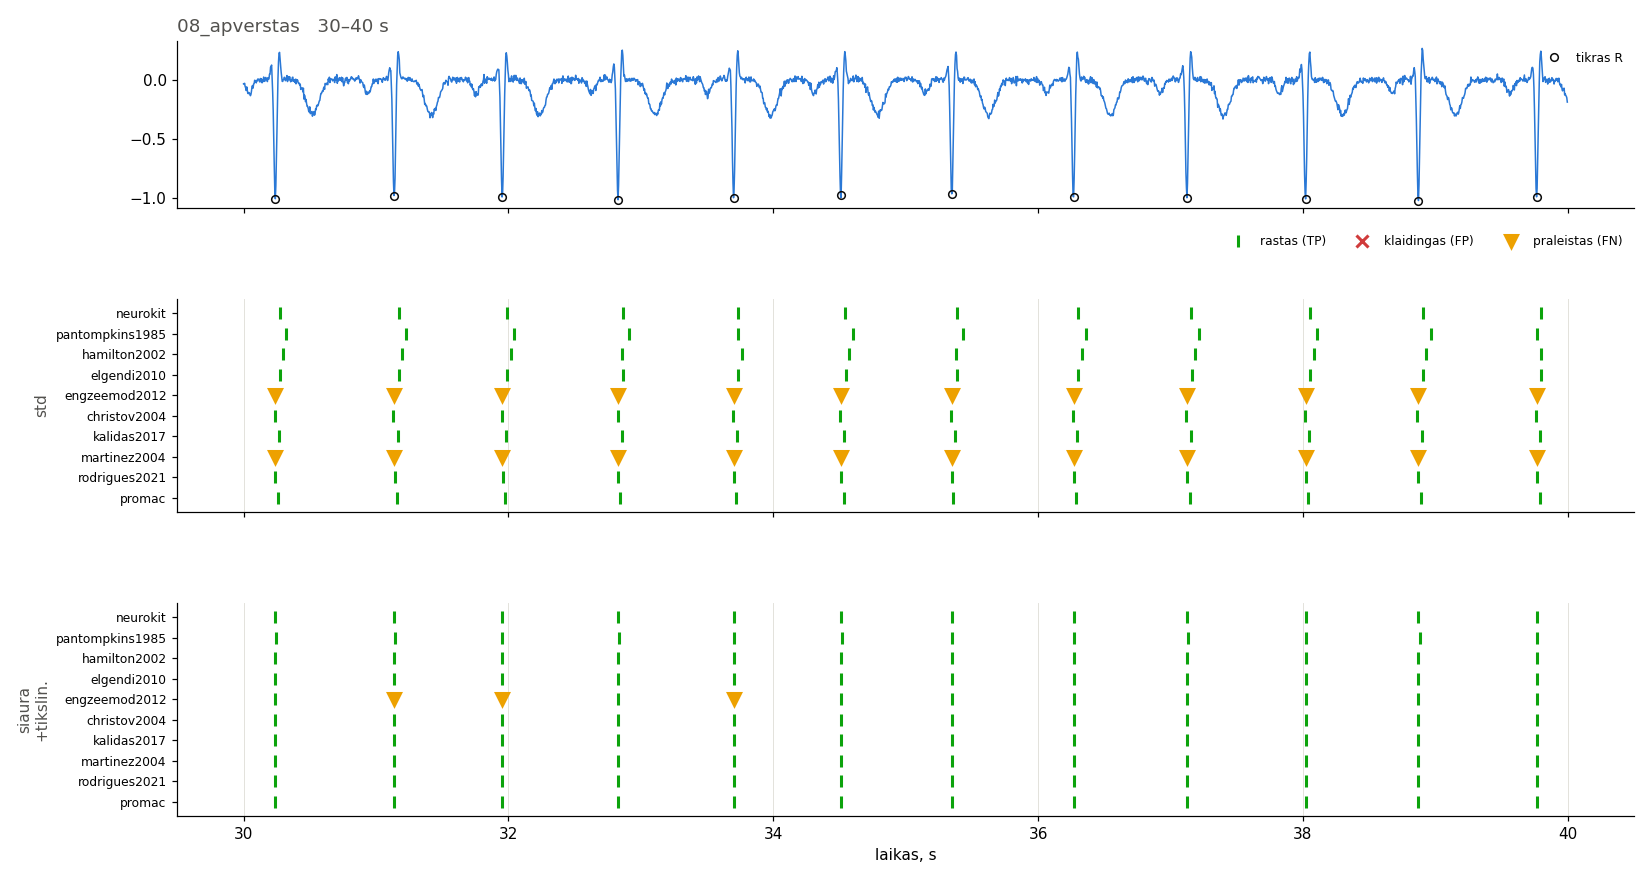 08_apverstas 30–40 s
0.0
−0.5
−1.0
tikras R
rastas (TP)
klaidingas (FP)
praleistas (FN)
std
neurokit
pantompkins1985
hamilton2002
elgendi2010
engzeemod2012
christov2004
kalidas2017
martinez2004
rodrigues2021
promac
siaura
+tikslin.
neurokit
pantompkins1985
hamilton2002
elgendi2010
engzeemod2012
christov2004
kalidas2017
martinez2004
rodrigues2021
promac
30 32 34 36 38 40
laikas, s